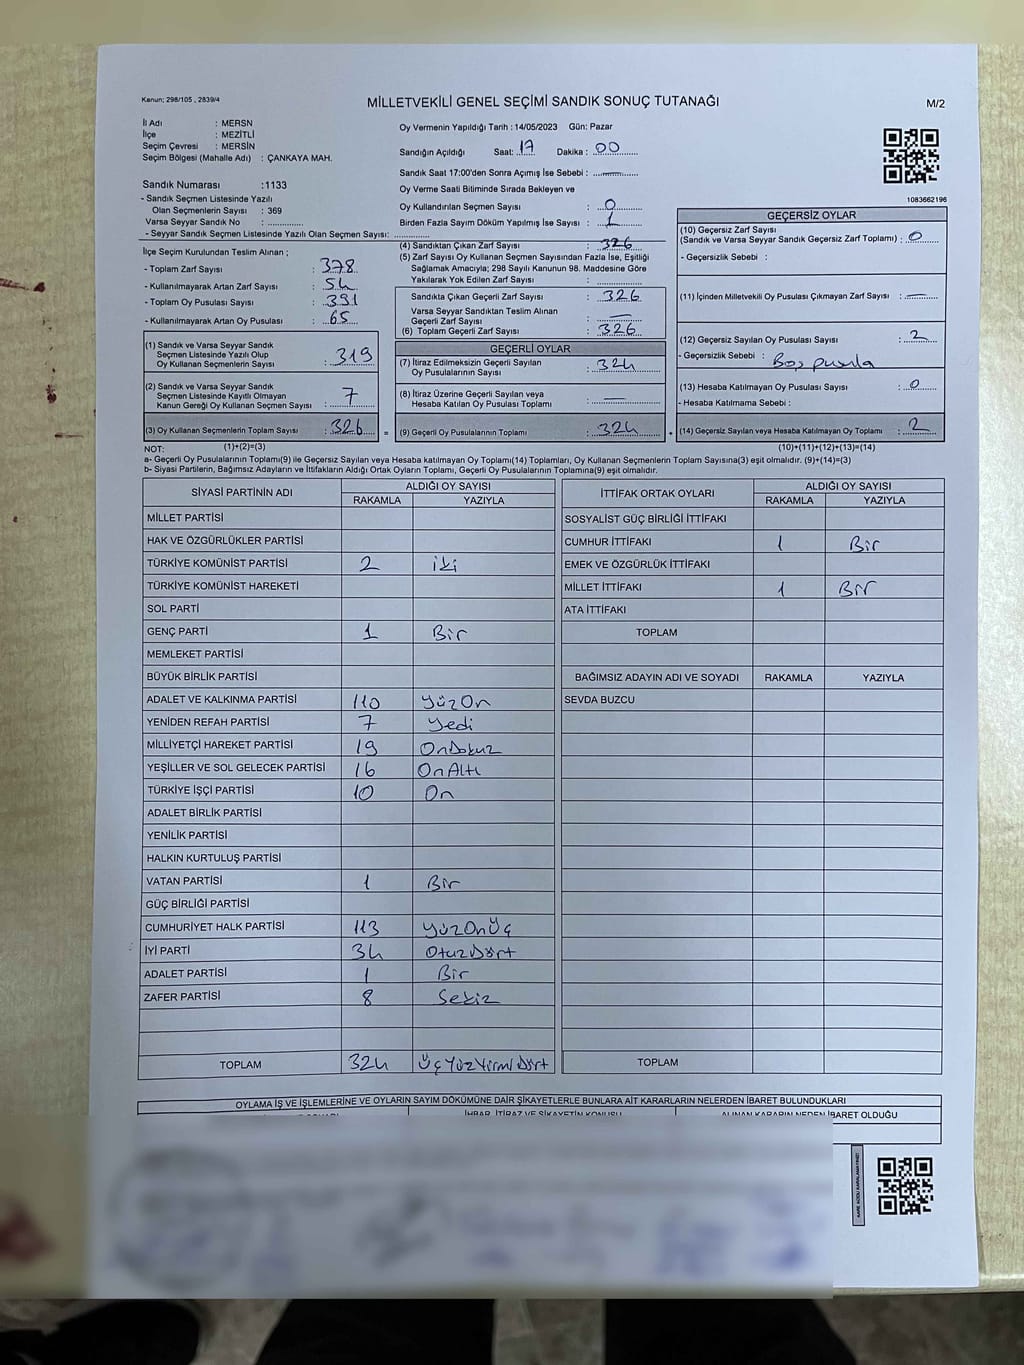 Kanun; 298/105 , 2839/4
MİLLETVEKİLİ GENEL SEÇİMİ SANDIK SONUÇ TUTANAĞI
M/2
İl Adı : MERSN
İlçe : MEZİTLİ
Seçim Çevresi : MERSİN
Seçim Bölgesi (Mahalle Adı) : ÇANKAYA MAH.
Sandık Numarası :1133
- Sandık Seçmen Listesinde Yazılı
Olan Seçmenlerin Sayısı : 369
Varsa Seyyar Sandık No :
- Seyyar Sandık Seçmen Listesinde Yazılı Olan Seçmen Sayısı:
Oy Vermenin Yapıldığı Tarih : 14/05/2023 Gün: Pazar
Sandığın Açıldığı Saat: 17 Dakika : 00
Sandık Saat 17:00'den Sonra Açımış İse Sebebi : —
Oy Verme Saati Bitiminde Sırada Bekleyen ve
Oy Kullandırılan Seçmen Sayısı : 0
Birden Fazla Sayım Döküm Yapılmış İse Sayısı : 1
1083662196
İlçe Seçim Kurulundan Teslim Alınan ;
- Toplam Zarf Sayısı : 378
- Kullanılmayarak Artan Zarf Sayısı : 54
- Toplam Oy Pusulası Sayısı : 391
- Kullanılmayarak Artan Oy Pusulası : 65
(1) Sandık ve Varsa Seyyar Sandık
Seçmen Listesinde Yazılı Olup
Oy Kullanan Seçmenlerin Sayısı : 319
(2) Sandık ve Varsa Seyyar Sandık
Seçmen Listesinde Kayıtlı Olmayan
Kanun Gereği Oy Kullanan Seçmen Sayısı : 7
(3) Oy Kullanan Seçmenlerin Toplam Sayısı : 326
(4) Sandıktan Çıkan Zarf Sayısı : 326
(5) Zarf Sayısı Oy Kullanan Seçmen Sayısından Fazla İse, Eşitliği
Sağlamak Amacıyla; 298 Sayılı Kanunun 98. Maddesine Göre
Yakılarak Yok Edilen Zarf Sayısı :
Sandıkta Çıkan Geçerli Zarf Sayısı : 326
Varsa Seyyar Sandıktan Teslim Alınan
Geçerli Zarf Sayısı : —
(6) Toplam Geçerli Zarf Sayısı : 326
GEÇERLİ OYLAR
(7) İtiraz Edilmeksizin Geçerli Sayılan
Oy Pusulalarının Sayısı : 324
(8) İtiraz Üzerine Geçerli Sayılan veya
Hesaba Katılan Oy Pusulası Toplamı : —
= (9) Geçerli Oy Pusulalarının Toplamı : 324
GEÇERSİZ OYLAR
(10) Geçersiz Zarf Sayısı
(Sandık ve Varsa Seyyar Sandık Geçersiz Zarf Toplamı) : 0
- Geçersizlik Sebebi :
(11) İçinden Milletvekili Oy Pusulası Çıkmayan Zarf Sayısı : —
(12) Geçersiz Sayılan Oy Pusulası Sayısı : 2
- Geçersizlik Sebebi : Boş pusula
(13) Hesaba Katılmayan Oy Pusulası Sayısı : 0
- Hesaba Katılmama Sebebi :
+ (14) Geçersiz Sayılan veya Hesaba Katılmayan Oy Toplamı : 2
NOT: (1)+(2)=(3) (10)+(11)+(12)+(13)=(14)
a- Geçerli Oy Pusulalarının Toplamı(9) ile Geçersiz Sayılan veya Hesaba katılmayan Oy Toplamı(14) Toplamları, Oy Kullanan Seçmenlerin Toplam Sayısına(3) eşit olmalıdır. (9)+(14)=(3)
b- Siyasi Partilerin, Bağımsız Adayların ve İttifakların Aldığı Ortak Oyların Toplamı, Geçerli Oy Pusulalarının Toplamına(9) eşit olmalıdır.
SİYASİ PARTİNİN ADI ALDIĞI OY SAYISI
RAKAMLA YAZIYLA
MİLLET PARTİSİ
HAK VE ÖZGÜRLÜKLER PARTİSİ
TÜRKİYE KOMÜNİST PARTİSİ 2 iki
TÜRKİYE KOMÜNİST HAREKETİ
SOL PARTİ
GENÇ PARTİ 1 Bir
MEMLEKET PARTİSİ
BÜYÜK BİRLİK PARTİSİ
ADALET VE KALKINMA PARTİSİ 110 YüzOn
YENİDEN REFAH PARTİSİ 7 Yedi
MİLLİYETÇİ HAREKET PARTİSİ 19 OnDokuz
YEŞİLLER VE SOL GELECEK PARTİSİ 16 OnAltı
TÜRKİYE İŞÇİ PARTİSİ 10 On
ADALET BİRLİK PARTİSİ
YENİLİK PARTİSİ
HALKIN KURTULUŞ PARTİSİ
VATAN PARTİSİ 1 Bir
GÜÇ BİRLİĞİ PARTİSİ
CUMHURİYET HALK PARTİSİ 113 YüzOnÜç
İYİ PARTİ 34 OtuzDört
ADALET PARTİSİ 1 Bir
ZAFER PARTİSİ 8 Sekiz
TOPLAM 324 ÜçYüzYirmiDört
İTTİFAK ORTAK OYLARI ALDIĞI OY SAYISI
RAKAMLA YAZIYLA
SOSYALİST GÜÇ BİRLİĞİ İTTİFAKI
CUMHUR İTTİFAKI 1 Bir
EMEK VE ÖZGÜRLÜK İTTİFAKI
MİLLET İTTİFAKI 1 Bir
ATA İTTİFAKI
TOPLAM
BAĞIMSIZ ADAYIN ADI VE SOYADI RAKAMLA YAZIYLA
SEVDA BUZCU
TOPLAM
OYLAMA İŞ VE İŞLEMLERİNE VE OYLARIN SAYIM DÖKÜMÜNE DAİR ŞİKAYETLERLE BUNLARA AİT KARARLARIN NELERDEN İBARET BULUNDUKLARI
İHBAR, İTİRAZ VE ŞİKAYETİN KONUSU ALINAN KARARIN NEDEN İBARET OLDUĞU